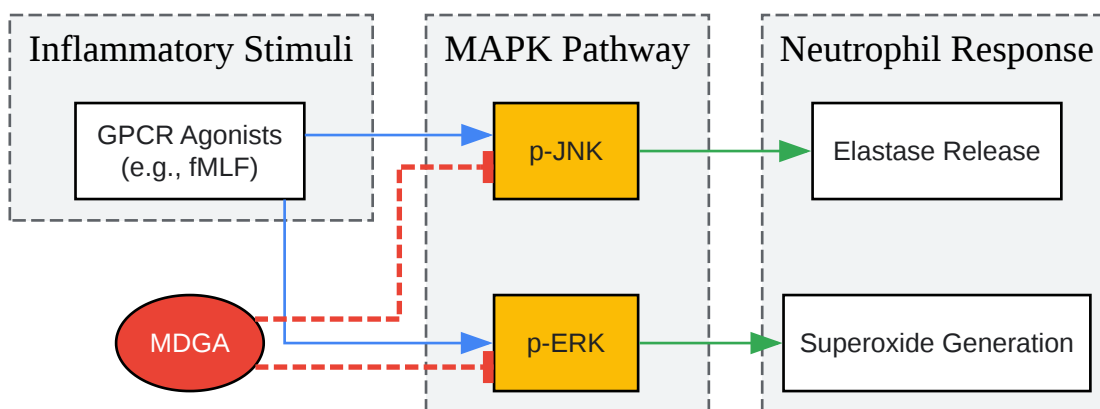 Inflammatory Stimuli
MAPK Pathway
Neutrophil Response
GPCR Agonists
(e.g., fMLF)
p-JNK
Elastase Release
MDGA
p-ERK
Superoxide Generation